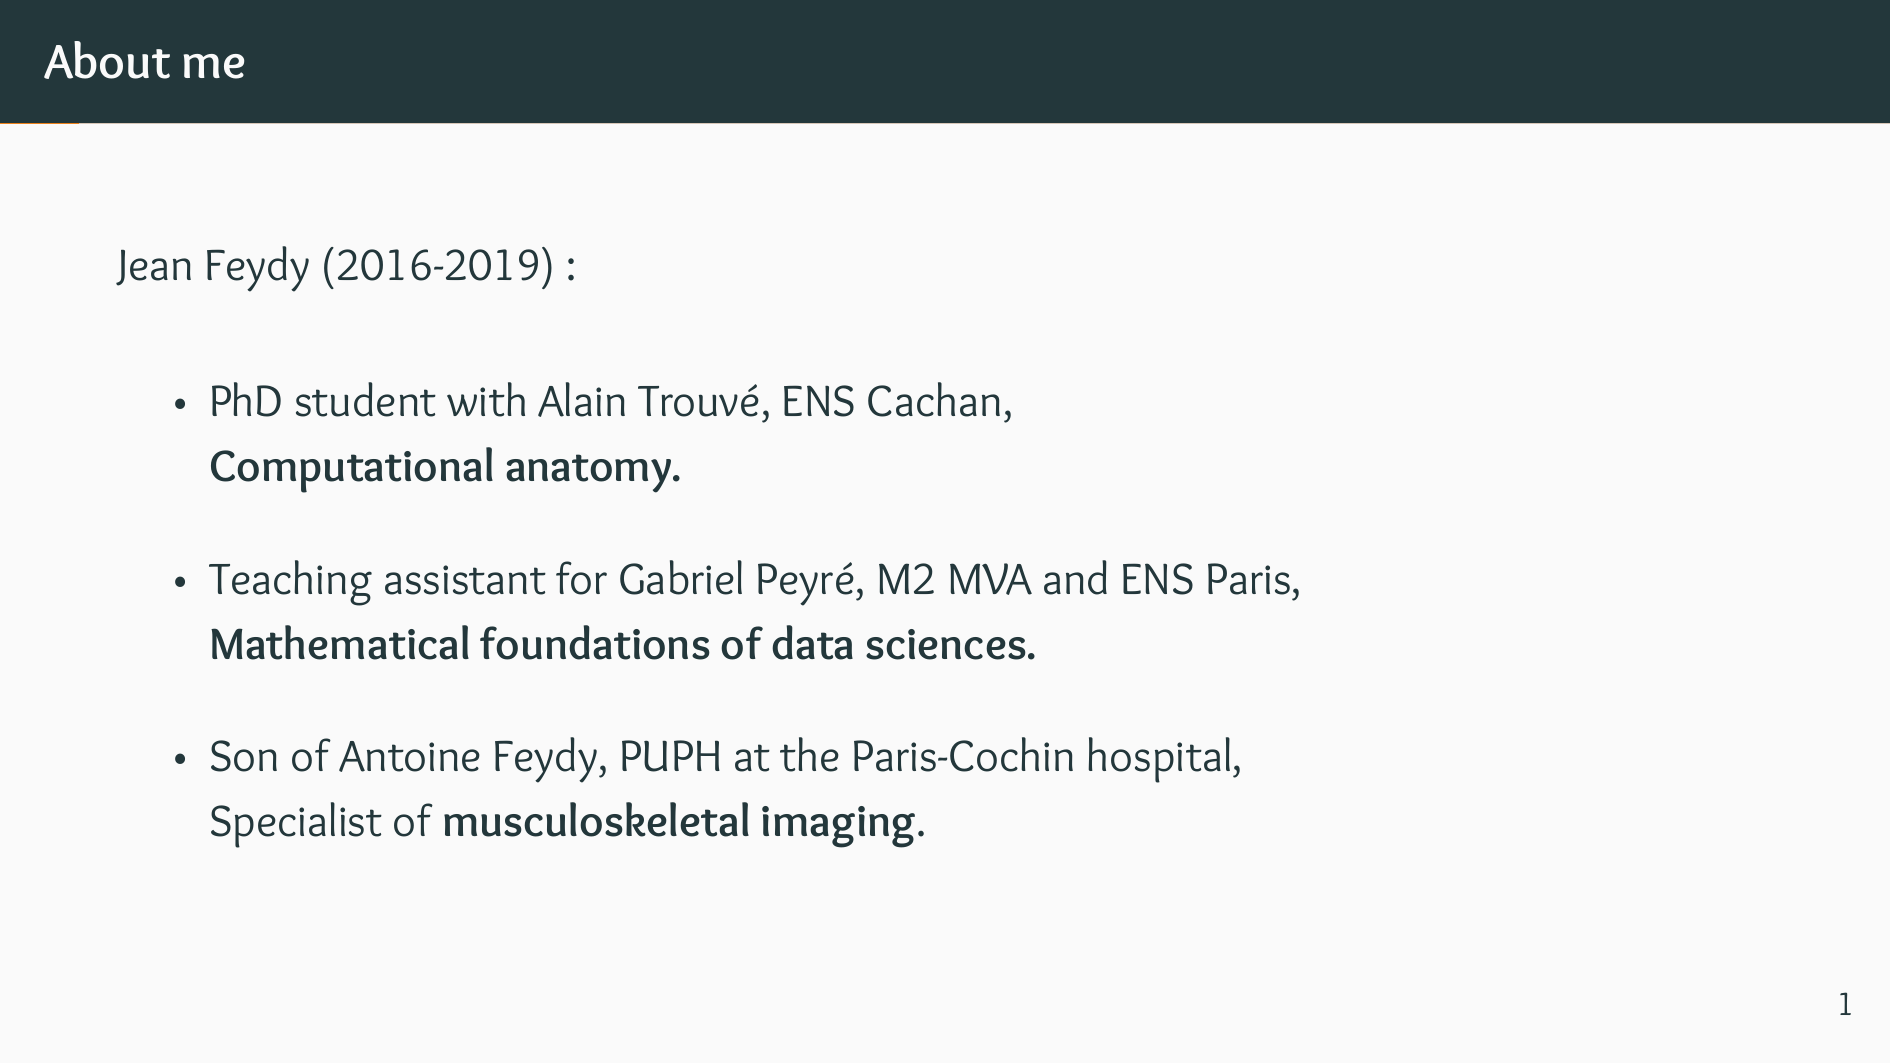 About me
Jean Feydy (2016-2019) :
• PhD student with Alain Trouvé, ENS Cachan,
Computational anatomy.
• Teaching assistant for Gabriel Peyré, M2 MVA and ENS Paris,
Mathematical foundations of data sciences.
• Son of Antoine Feydy, PUPH at the Paris-Cochin hospital,
Specialist of musculoskeletal imaging.
1